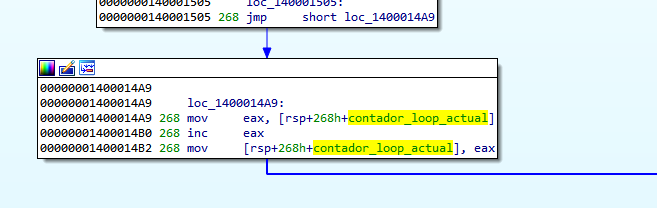 0000000140001505 loc_140001505:
0000000140001505 268 jmp short loc_1400014A9
00000001400014A9
00000001400014A9 loc_1400014A9:
00000001400014A9 268 mov eax, [rsp+268h+contador_loop_actual]
00000001400014B0 268 inc eax
00000001400014B2 268 mov [rsp+268h+contador_loop_actual], eax